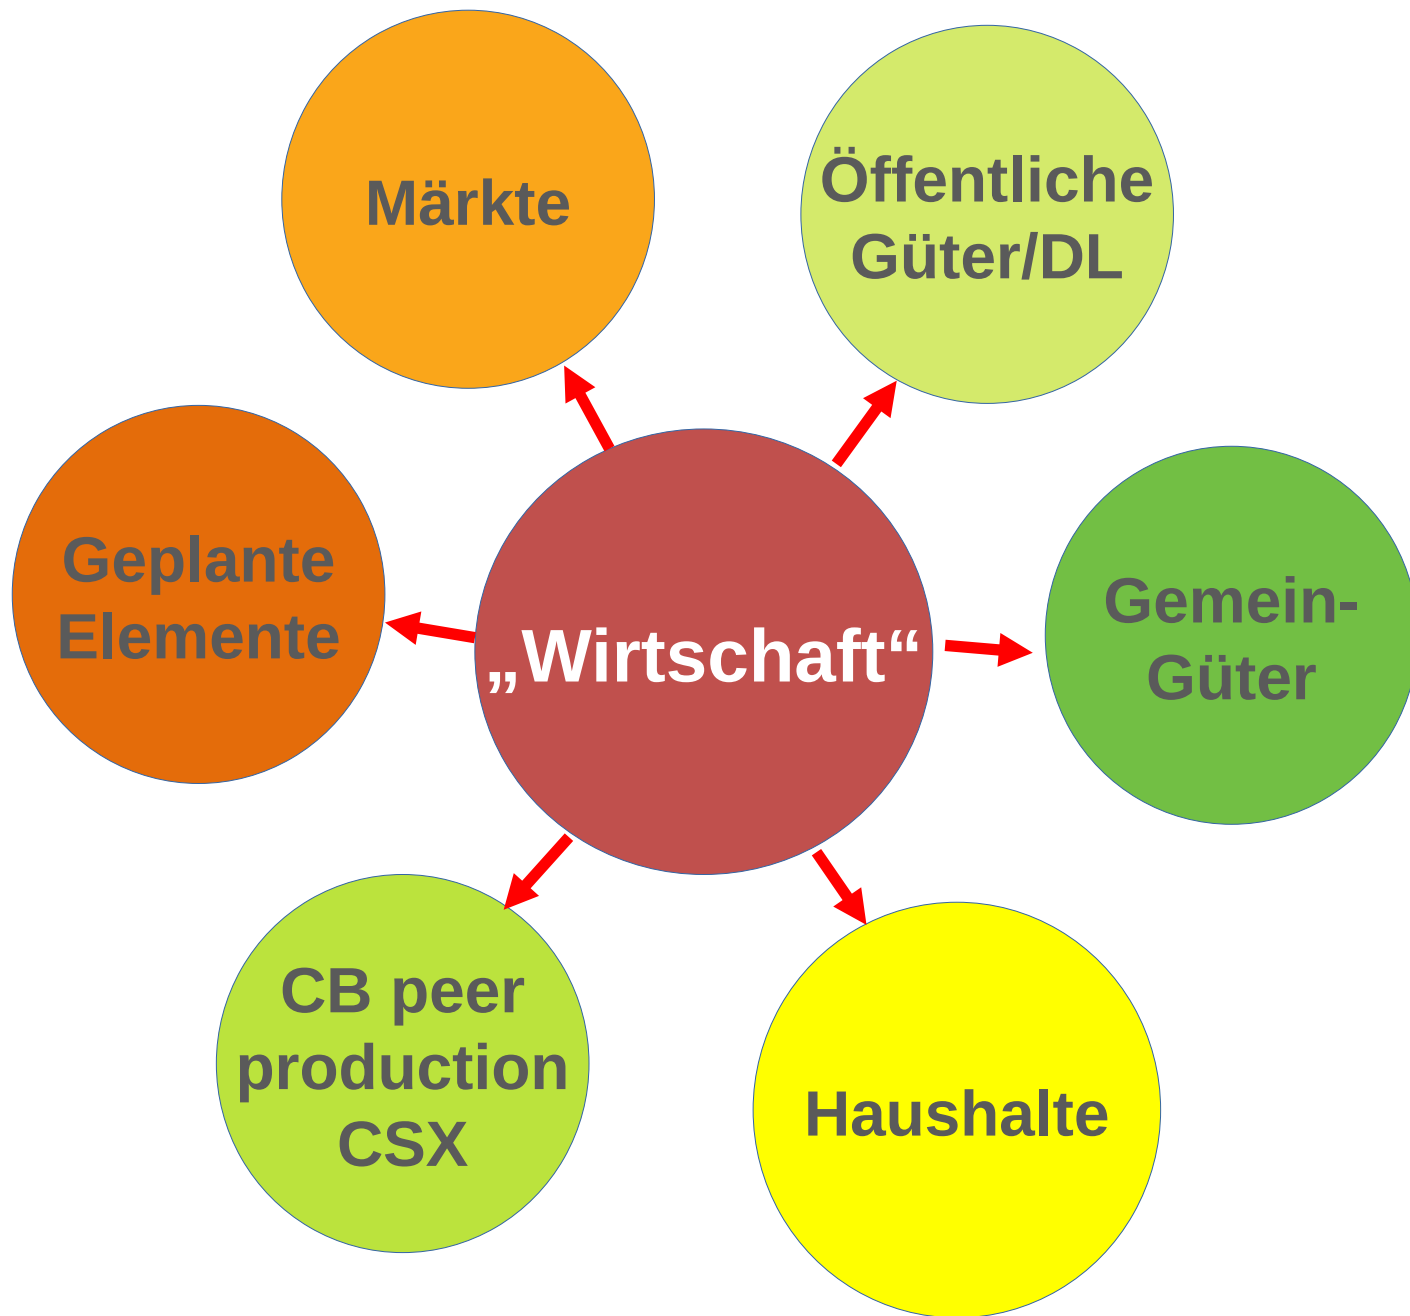 Märkte
Öffentliche
Güter/DL
Geplante
Elemente
„Wirtschaft“
Gemein-
Güter
CB peer
production
CSX
Haushalte